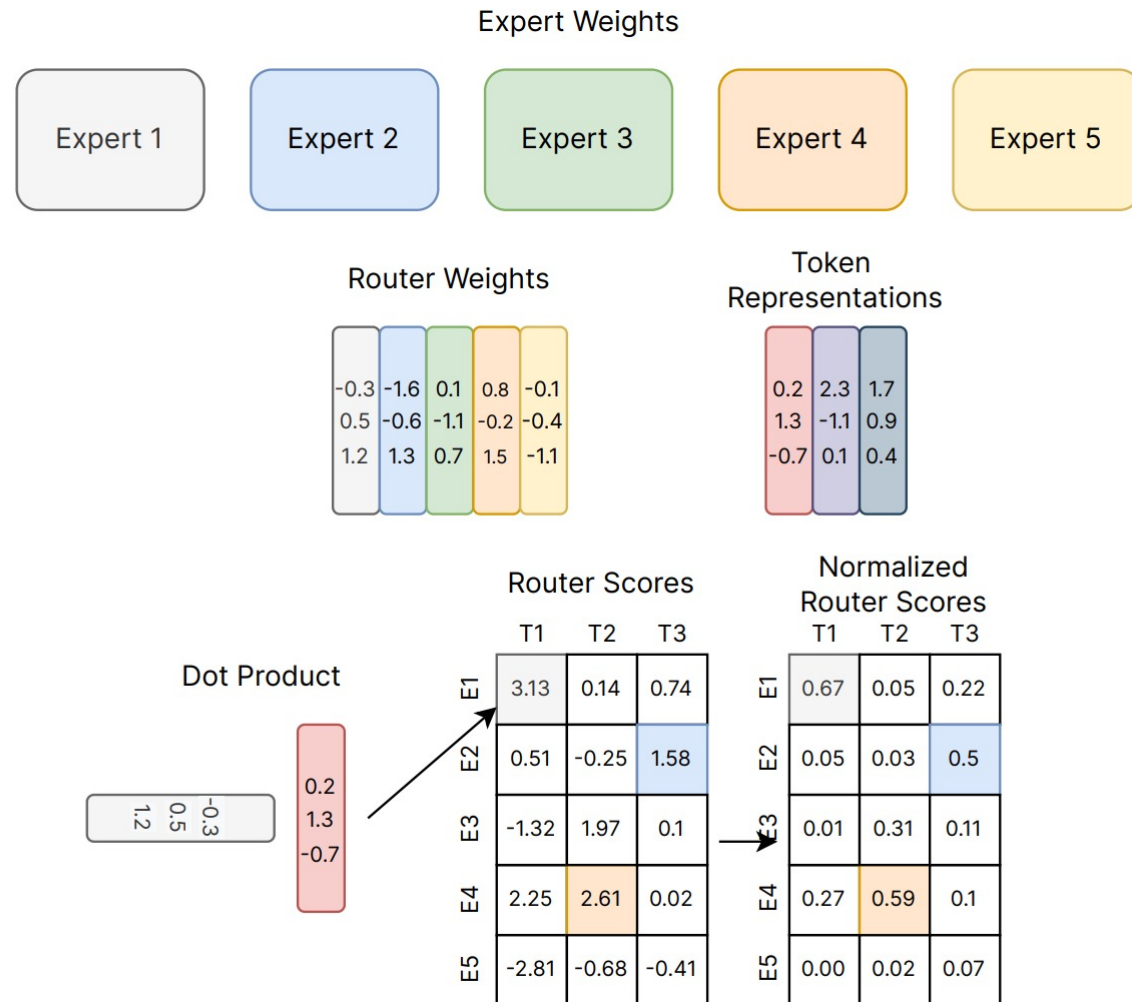 Expert Weights
Expert 1 Expert 2 Expert 3 Expert 4 Expert 5
Router Weights
Token
Representations
-0.3 -1.6 0.1 0.8 -0.1
0.5 -0.6 -1.1 -0.2 -0.4
1.2 1.3 0.7 1.5 -1.1
0.2 2.3 1.7
1.3 -1.1 0.9
-0.7 0.1 0.4
Dot Product
-0.3
0.5
1.2
0.2
1.3
-0.7
Router Scores
T1 T2 T3
E1 3.13 0.14 0.74
E2 0.51 -0.25 1.58
E3 -1.32 1.97 0.1
E4 2.25 2.61 0.02
E5 -2.81 -0.68 -0.41
Normalized
Router Scores
T1 T2 T3
E1 0.67 0.05 0.22
E2 0.05 0.03 0.5
E3 0.01 0.31 0.11
E4 0.27 0.59 0.1
E5 0.00 0.02 0.07